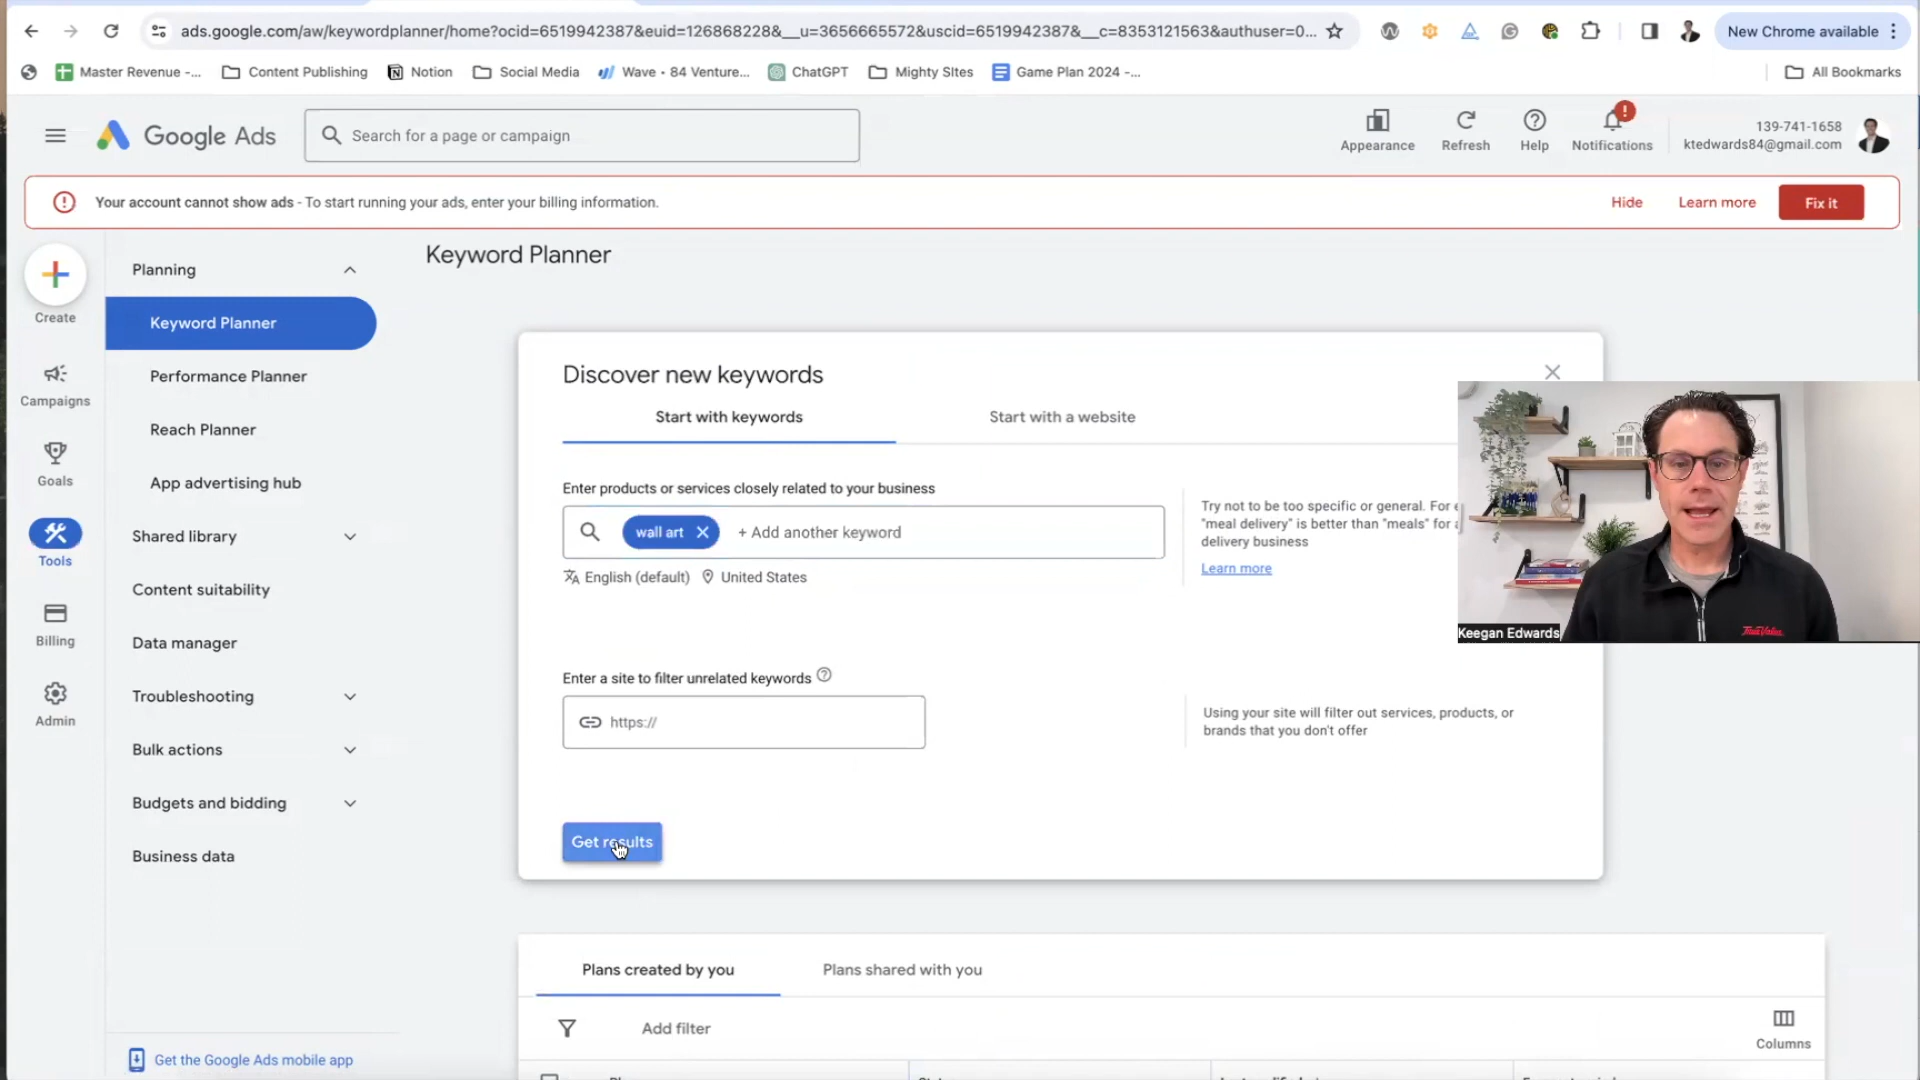 ads.google.com/aw/keywordplanner/home?ocid=6519942387&euid=126868228&__u=3656665572&uscid=6519942387&__c=8353121563&authuser=0...
New Chrome available
Master Revenue -...
Content Publishing
Notion
Social Media
Wave • 84 Venture...
ChatGPT
Mighty SItes
Game Plan 2024 -...
All Bookmarks
Google Ads
Search for a page or campaign
Appearance
Refresh
Help
Notifications
139-741-1658
ktedwards84@gmail.com
Your account cannot show ads - To start running your ads, enter your billing information.
Hide
Learn more
Fix it
Create
Campaigns
Goals
Tools
Billing
Admin
Planning
Keyword Planner
Performance Planner
Reach Planner
App advertising hub
Shared library
Content suitability
Data manager
Troubleshooting
Bulk actions
Budgets and bidding
Business data
Get the Google Ads mobile app
Keyword Planner
Discover new keywords
Start with keywords
Start with a website
Enter products or services closely related to your business
wall art
+ Add another keyword
English (default)
United States
Try not to be too specific or general. For
"meal delivery" is better than "meals" for a
delivery business
Learn more
Keegan Edwards
Enter a site to filter unrelated keywords
https://
Using your site will filter out services, products, or
brands that you don't offer
Get results
Plans created by you
Plans shared with you
Add filter
Columns